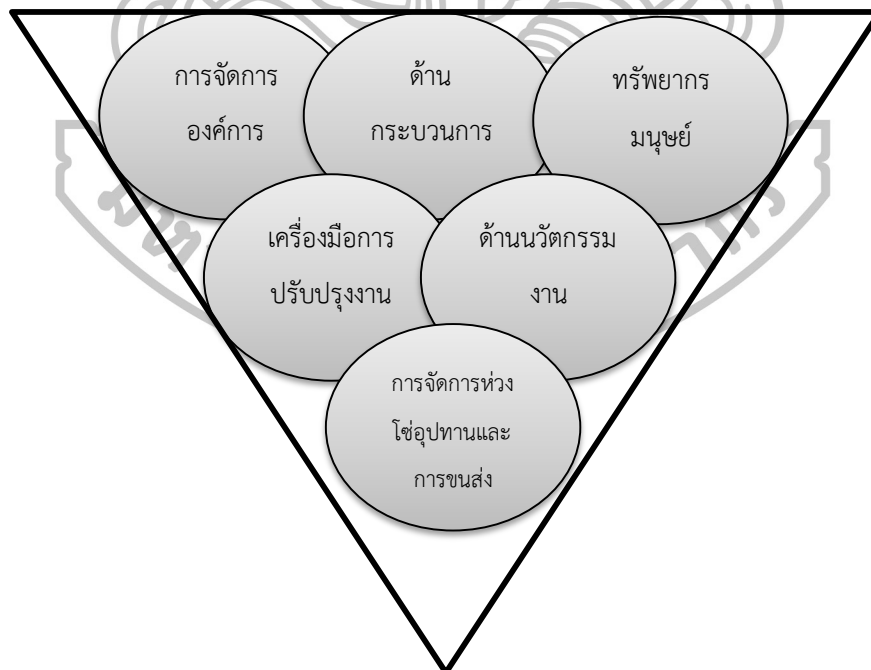 การจัดการ
องค์การ
ด้าน
กระบวนการ
ทรัพยากร
มนุษย์
เครื่องมือการ
ปรับปรุงงาน
ด้านนวัตกรรม
งาน
การจัดการห่วง
โซ่อุปทานและ
การขนส่ง